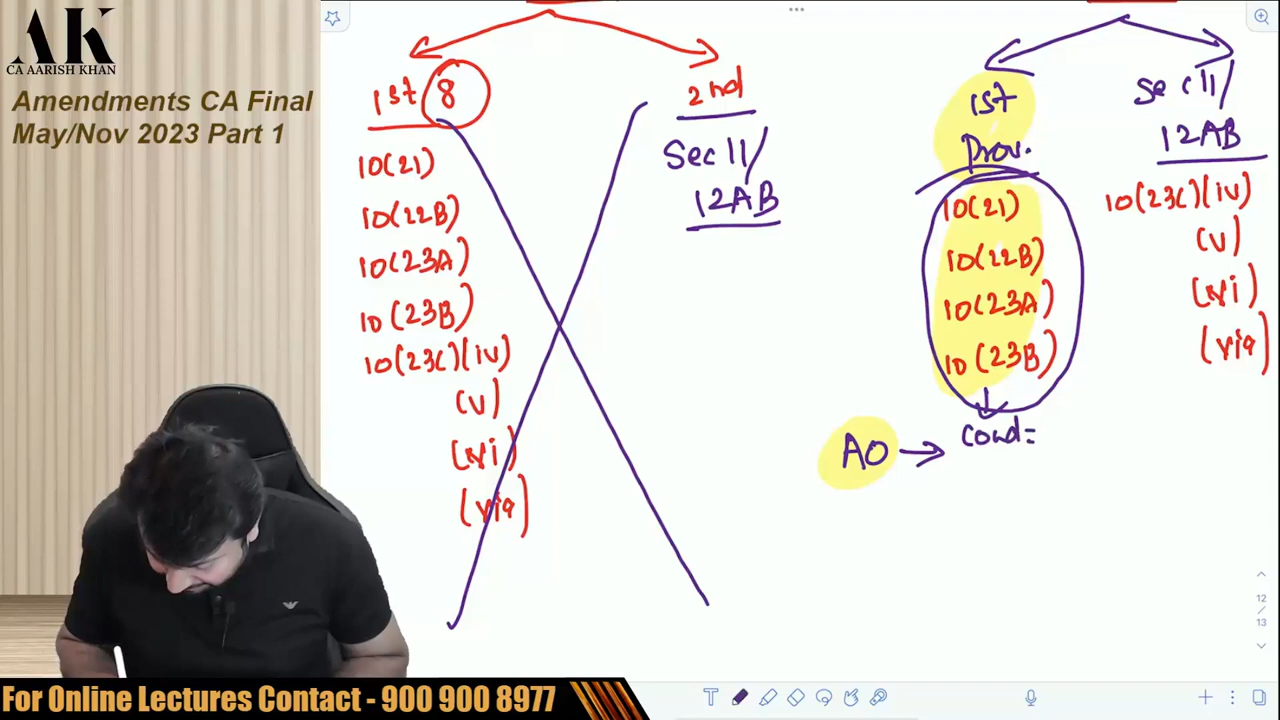 AK
CA AARISH KHAN
Amendments CA Final
May/Nov 2023 Part 1
1st 8
10(21)
10(22B)
10(23A)
10(23B)
10(23C)(iv)
(v)
(vi)
(via)
2nd
Sec 11/
12AB
1st
Prov.
10(21)
10(22B)
10(23A)
10(23B)
Cond=
AO
Sec 11/
12AB
10(23C)(iv)
(v)
(vi)
(via)
12
13
T
For Online Lectures Contact - 900 900 8977